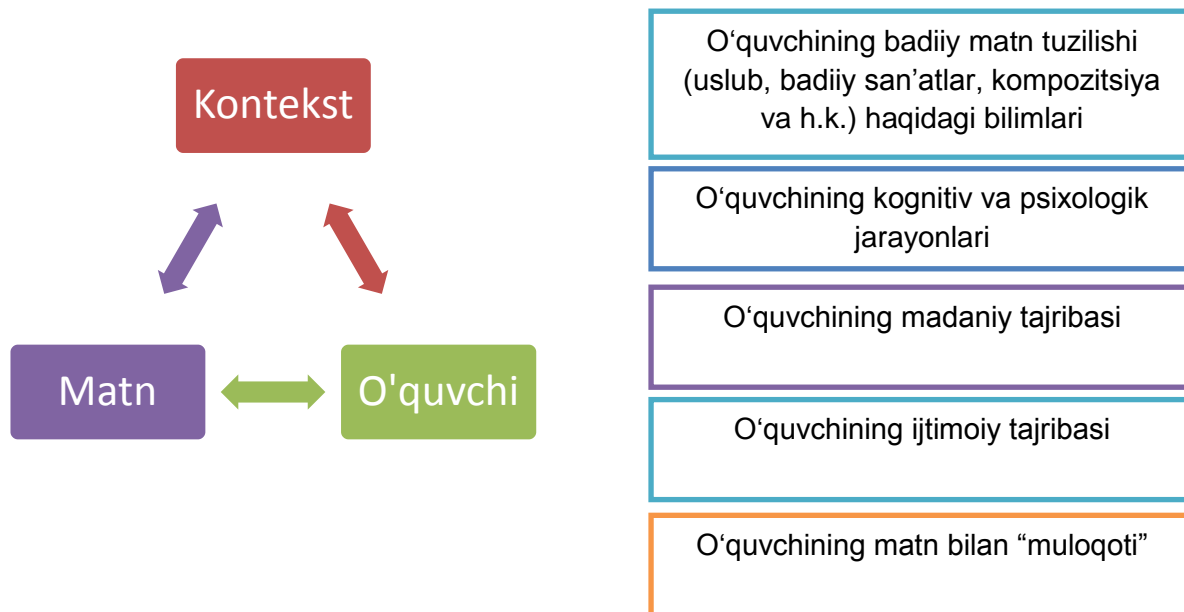 Kontekst
Matn
O'quvchi
O‘quvchining badiiy matn tuzilishi
(uslub, badiiy san’atlar, kompozitsiya
va h.k.) haqidagi bilimlari
O‘quvchining kognitiv va psixologik
jarayonlari
O‘quvchining madaniy tajribasi
O‘quvchining ijtimoiy tajribasi
O‘quvchining matn bilan “muloqoti”